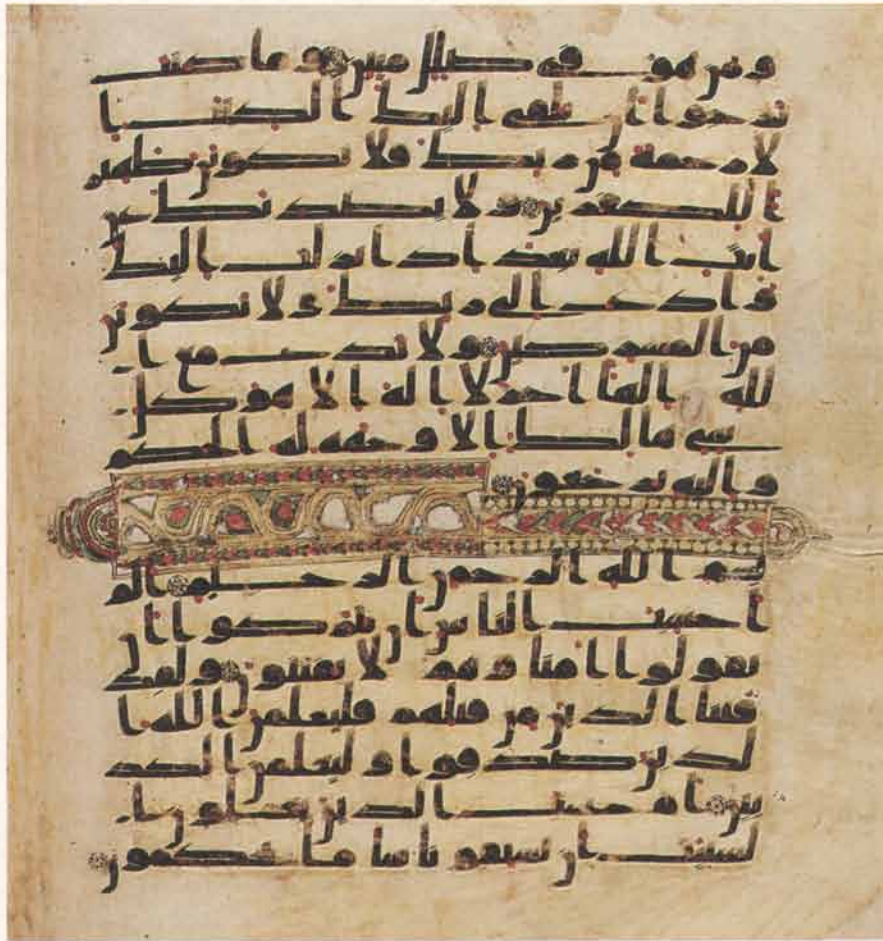 ومن هو في ضلل مبين وما كنت
ترجوا ان يلقى اليك الكتب ا
لا رحمة من ربك فلا تكونن ظهير
ا للكفرين ولا يصدنك عن
ايت الله بعد اذ انزلت اليك
وادع الى ربك ولا تكونن
من المشركين ولا تدع مع ا
لله الها اخر لا اله الا هو كل
شي هالك الا وجهه له الحكم
واليه ترجعون
بسم الله الرحمن الرحيم الم
احسب الناس ان يتركوا ان
يقولوا امنا وهم لا يفتنون ولقد
فتنا الذين من قبلهم فليعلمن الله ا
لذين صدقوا وليعلمن الكذ
بين ام حسب الذين يعملون ا
لسيت ان يسبقونا سا ما يحكمون